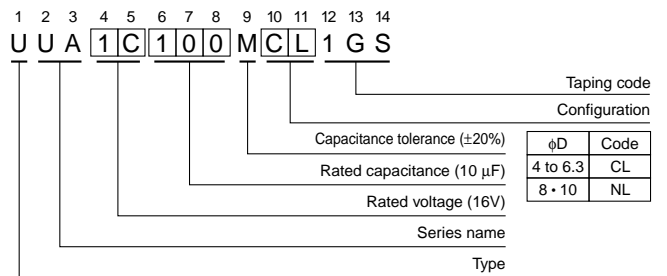 1 2 3 4 5 6 7 8 9 10 11 12 13 14
U U A 1 C 1 0 0 M C L 1 G S
Taping code
Configuration
Capacitance tolerance (±20%)
Rated capacitance (10 µF)
Rated voltage (16V)
Series name
Type
ϕD Code
4 to 6.3 CL
8 • 10 NL